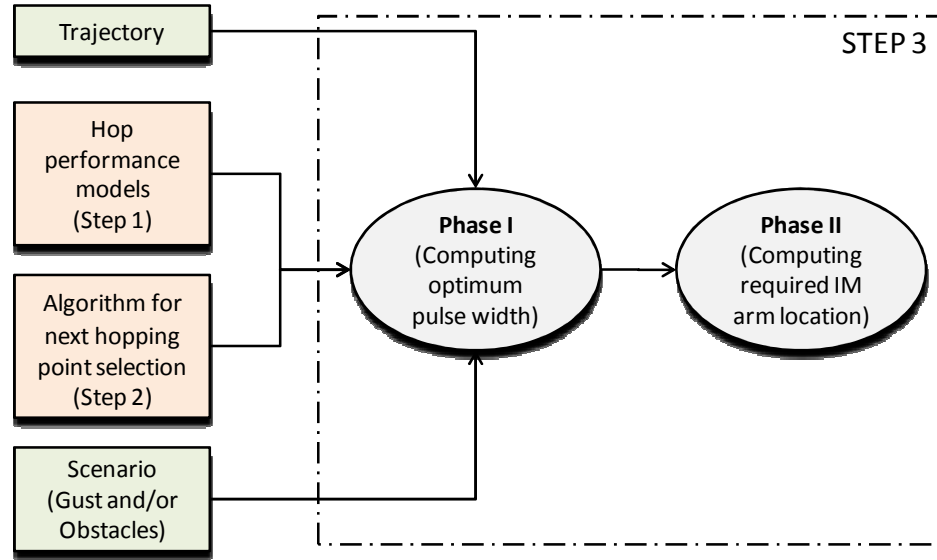 Trajectory
STEP 3
Hop
performance
models
(Step 1)
Phase I
(Computing
optimum
pulse width)
Phase II
(Computing
required IM
arm location)
Algorithm for
next hopping
point selection
(Step 2)
Scenario
(Gust and/or
Obstacles)